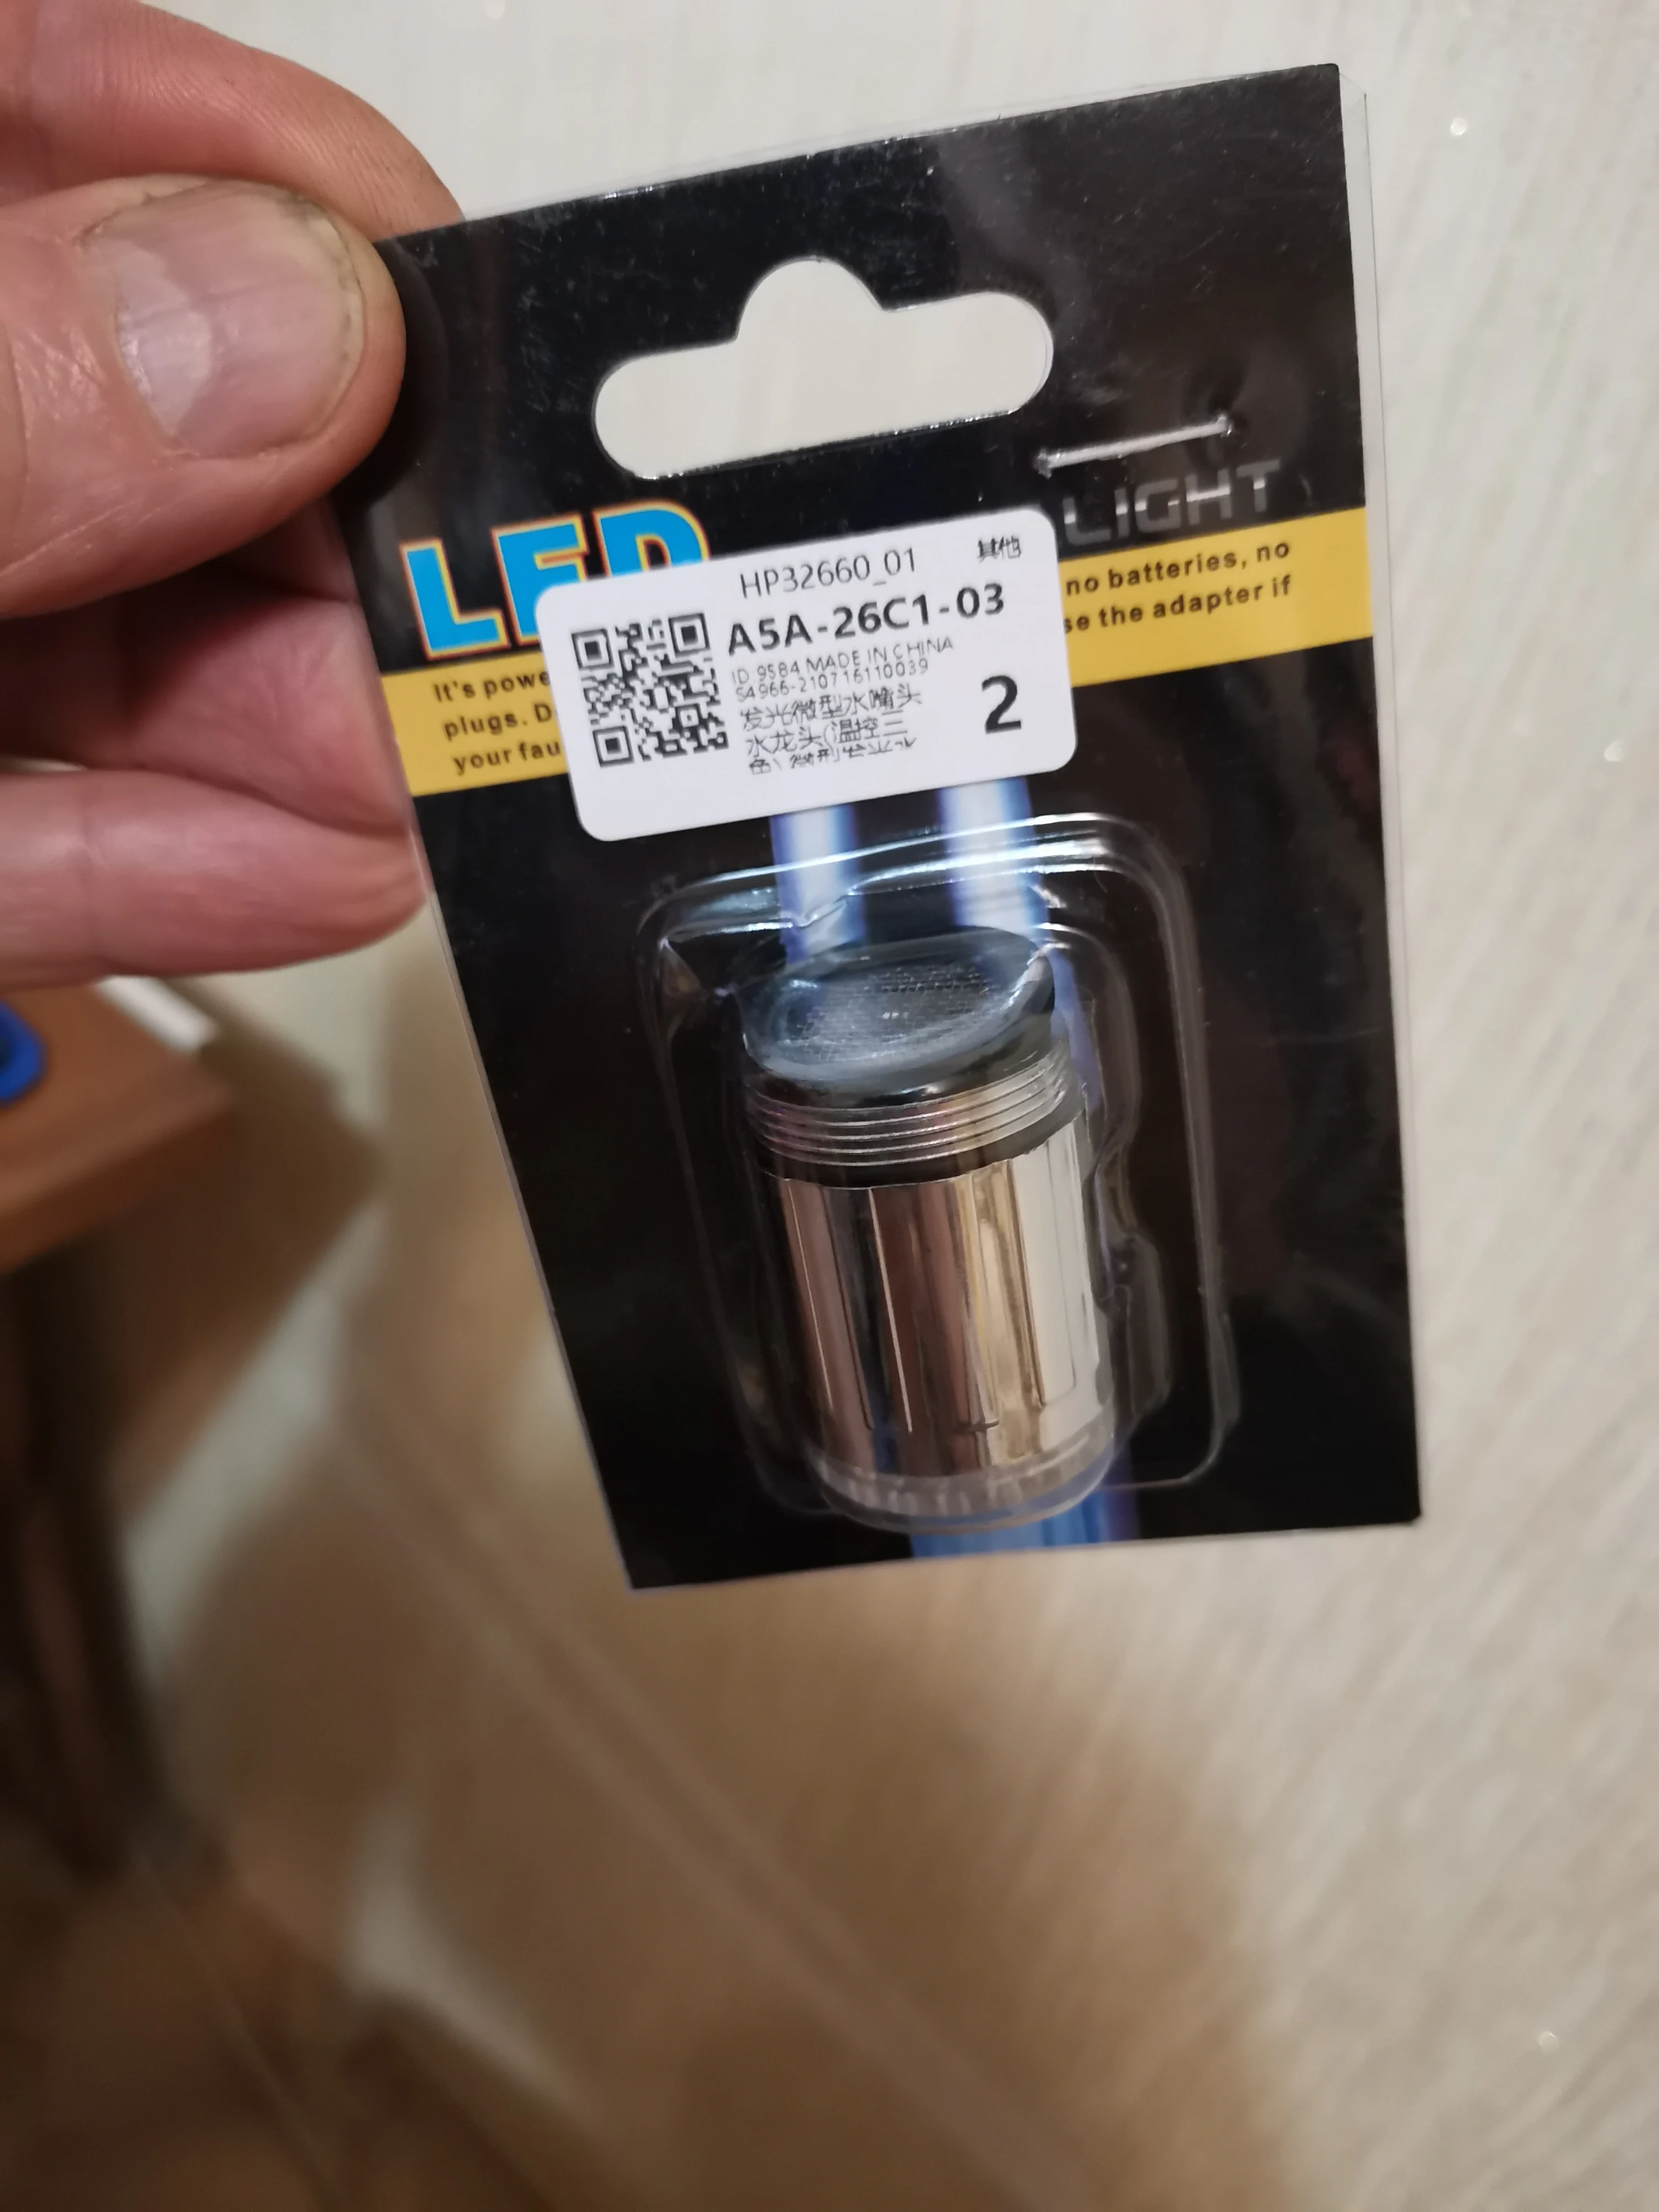 LED
LIGHT
It's powe
plugs. D
your fau
no batteries, no
se the adapter if
HP32660_01
其他
A5A-26C1-03
ID 9584 MADE IN CHINA
S4966-210716110039
发光微型水嘴头
水龙头(温控三
2